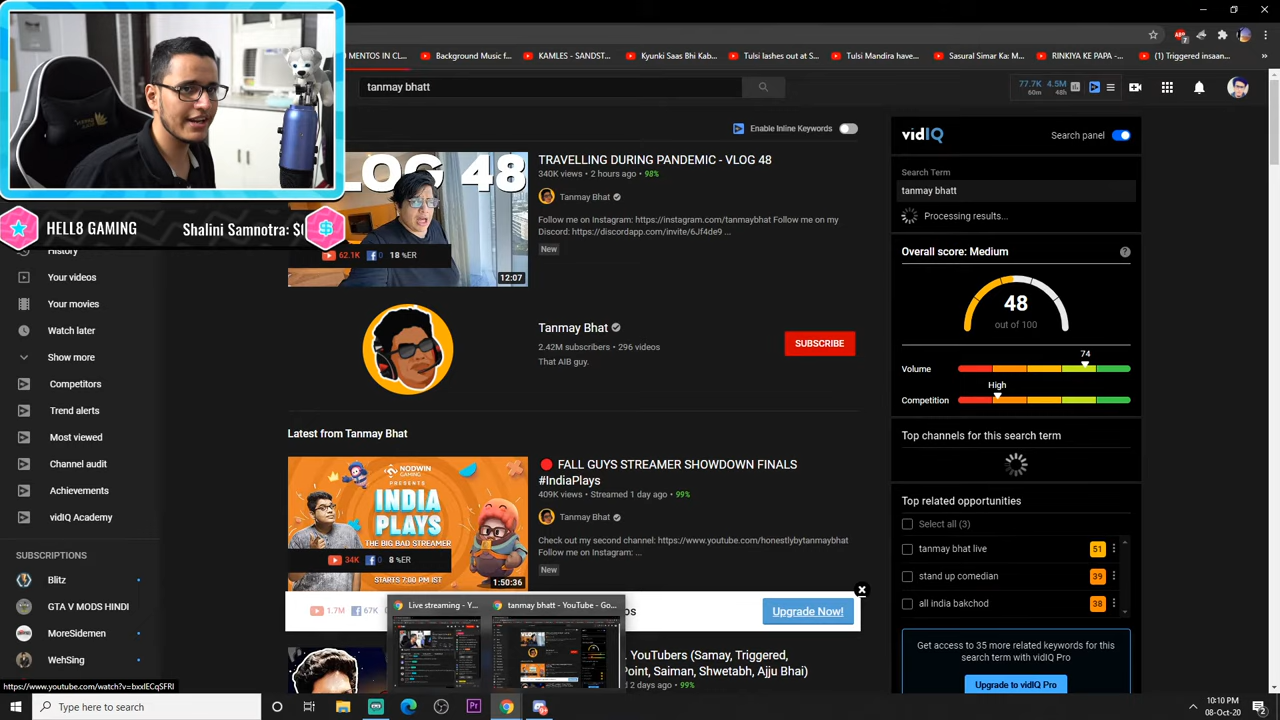 MENTOS IN CL...
Background Music f...
KAMLES - SANDST...
Kyunki Saas Bhi Kab...
Tulsi lashes out at S...
Tulsi Mandira have...
Sasural Simar Ka: M...
RINKIYA KE PAPA -...
(1) Triggered insaan...
tanmay bhatt
77.7K 4.5M
60m 48h
Enable Inline Keywords
vidIQ
Search panel
Search Term
tanmay bhatt
Processing results...
Overall score: Medium
48
out of 100
74
Volume
High
Competition
Top channels for this search term
Top related opportunities
Select all (3)
tanmay bhat live 51
stand up comedian 39
all india bakchod 38
Get access to 35 more related keywords for this
search term with vidIQ Pro
Upgrade to vidIQ Pro
HELL8 GAMING
Shalini Samnotra: $
History
Your videos
Your movies
Watch later
Show more
Competitors
Trend alerts
Most viewed
Channel audit
Achievements
vidIQ Academy
SUBSCRIPTIONS
Blitz
GTA V MODS HINDI
MoreSidemen
WehSing
LOG 48
62.1K 0 18 %ER
12:07
TRAVELLING DURING PANDEMIC - VLOG 48
340K views • 2 hours ago • 98%
Tanmay Bhat
Follow me on Instagram: https://instagram.com/tanmaybhat Follow me on my
Discord: https://discordapp.com/invite/6Jf4de9 ...
New
Tanmay Bhat
2.42M subscribers • 296 videos
That AIB guy.
SUBSCRIBE
Latest from Tanmay Bhat
NODWIN
GAMING
PRESENTS
INDIA
PLAYS
THE BIG BAD STREAMER
34K 0 8 %ER
STARTS 7:00 PM IST
1:50:36
FALL GUYS STREAMER SHOWDOWN FINALS
#IndiaPlays
409K views • Streamed 1 day ago • 99%
Tanmay Bhat
Check out my second channel: https://www.youtube.com/honestlybytanmaybhat
Follow me on Instagram: ...
New
1.7M 67K
Upgrade Now!
Live streaming - Y...
tanmay bhatt - YouTube - Go...
YouTubers (Samay, Triggered,
Point, Saiman, Shwetabh, Ajju Bhai)
days ago • 99%
Type here to search
10:10 PM
08-Oct-20